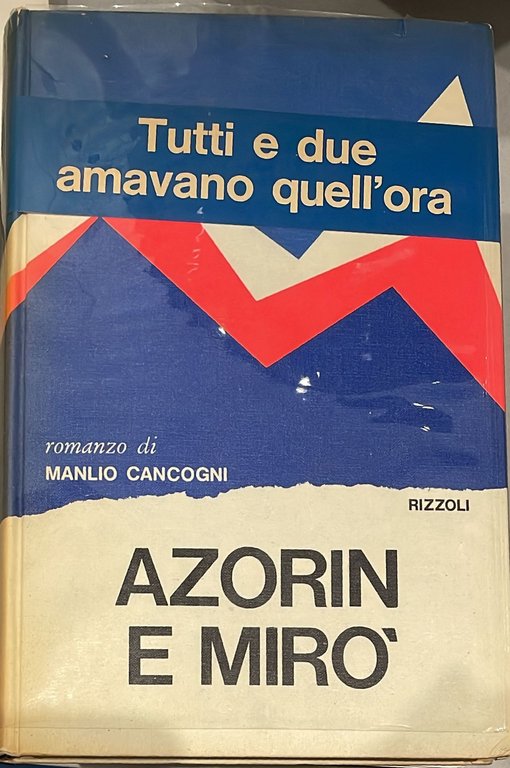 Tutti e due
amavano quell'ora
romanzo di
MANLIO CANCOGNI
RIZZOLI
AZORIN
E MIRO'